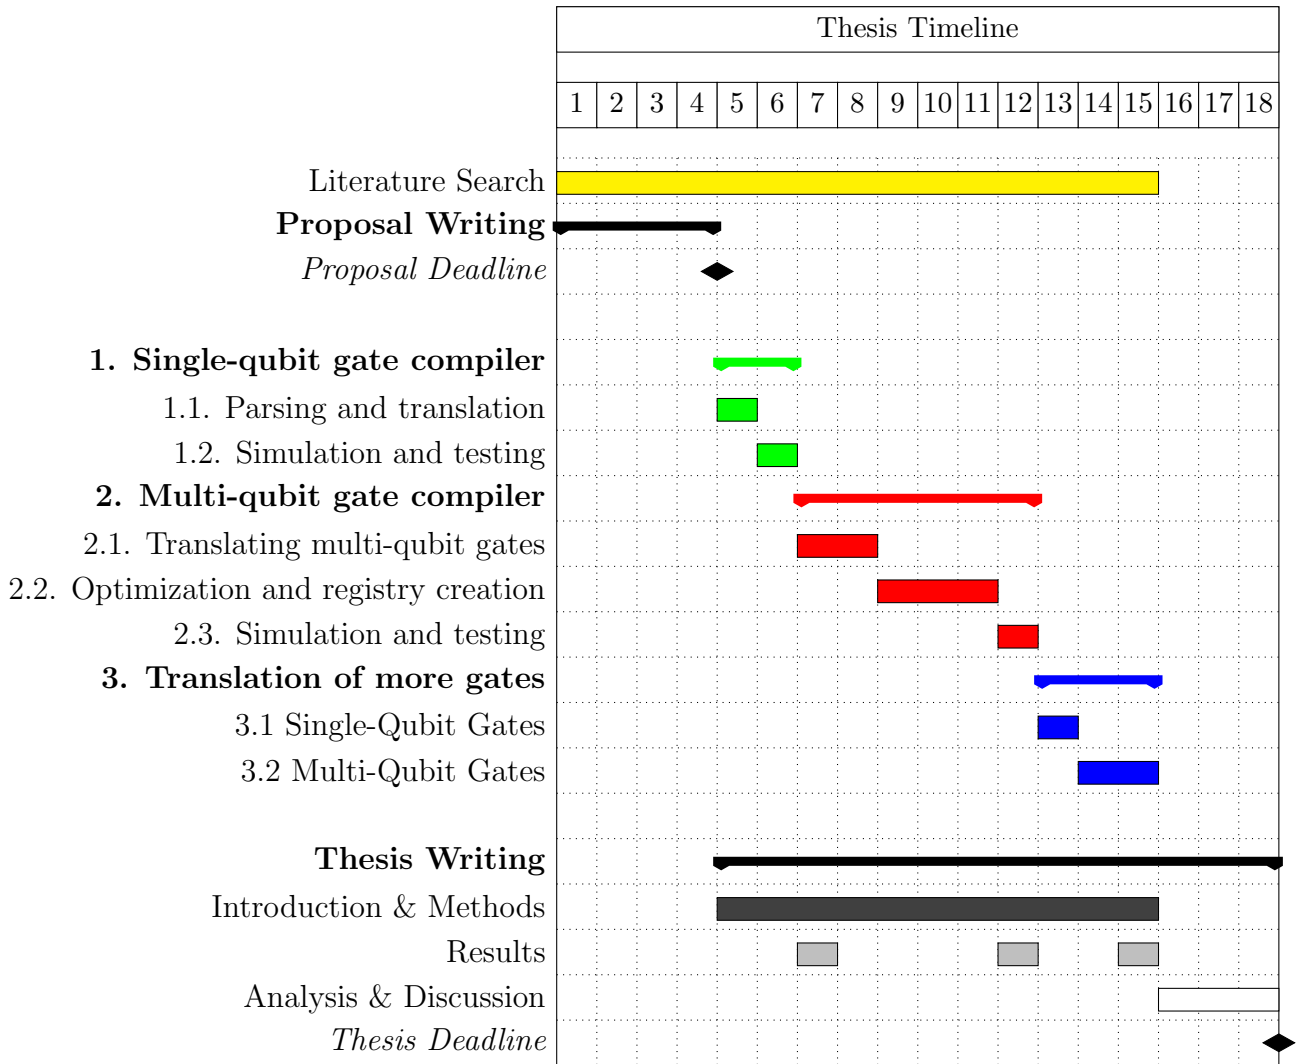 Thesis Timeline
1 2 3 4 5 6 7 8 9 10 11 12 13 14 15 16 17 18
Literature Search
Proposal Writing
Proposal Deadline
1. Single-qubit gate compiler
1.1. Parsing and translation
1.2. Simulation and testing
2. Multi-qubit gate compiler
2.1. Translating multi-qubit gates
2.2. Optimization and registry creation
2.3. Simulation and testing
3. Translation of more gates
3.1 Single-Qubit Gates
3.2 Multi-Qubit Gates
Thesis Writing
Introduction & Methods
Results
Analysis & Discussion
Thesis Deadline